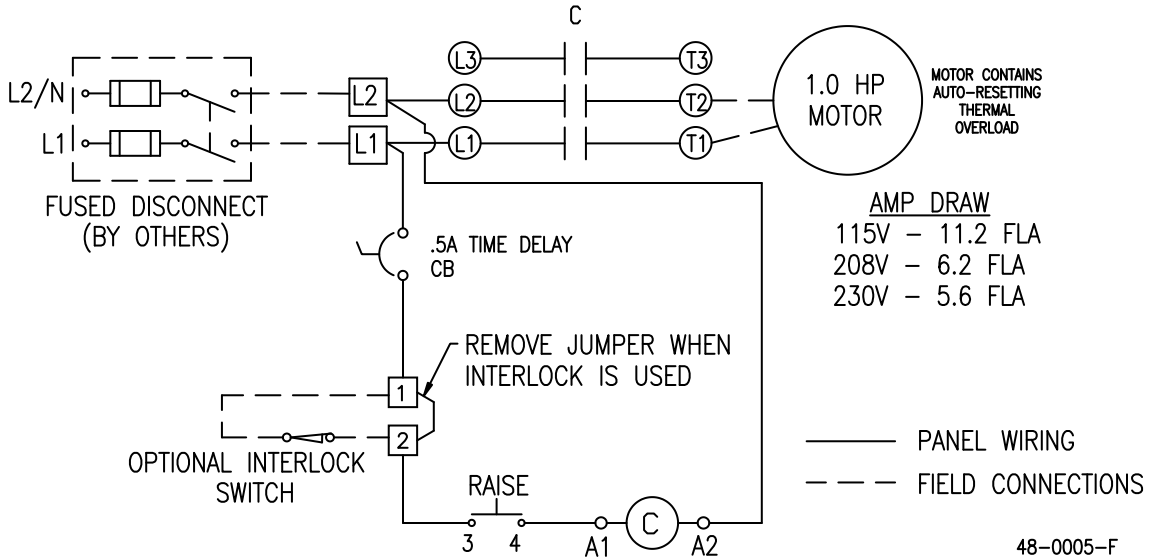 C
L3
T3
L2/N
L2
L2
T2
1.0 HP
MOTOR
MOTOR CONTAINS
AUTO-RESETTING
THERMAL
OVERLOAD
L1
L1
L1
T1
FUSED DISCONNECT
(BY OTHERS)
AMP DRAW
115V - 11.2 FLA
208V - 6.2 FLA
230V - 5.6 FLA
.5A TIME DELAY
CB
REMOVE JUMPER WHEN
INTERLOCK IS USED
1
2
OPTIONAL INTERLOCK
SWITCH
PANEL WIRING
FIELD CONNECTIONS
RAISE
3 4
A1
C
A2
48-0005-F